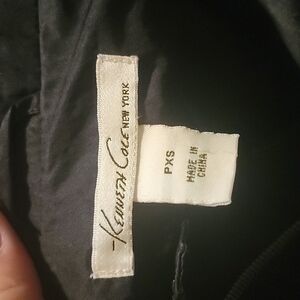 Kenneth Cole NEW YORK
PXS
MADE IN
CHINA